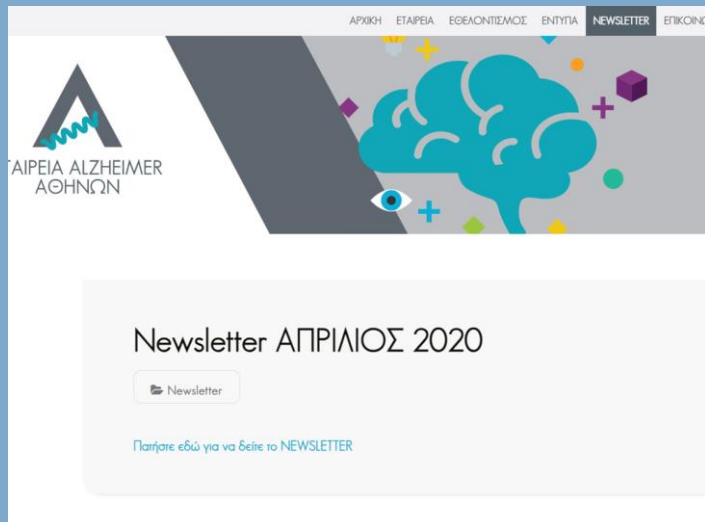 ΑΡΧΙΚΗ ΕΤΑΙΡΕΙΑ ΕΘΕΛΟΝΤΙΣΜΟΣ ΕΝΤΥΠΑ NEWSLETTER ΕΠΙΚΟΙΝΩ
ΤΑΙΡΕΙΑ ALZHEIMER
ΑΘΗΝΩΝ
Newsletter ΑΠΡΙΛΙΟΣ 2020
Newsletter
Πατήστε εδώ για να δείτε το NEWSLETTER